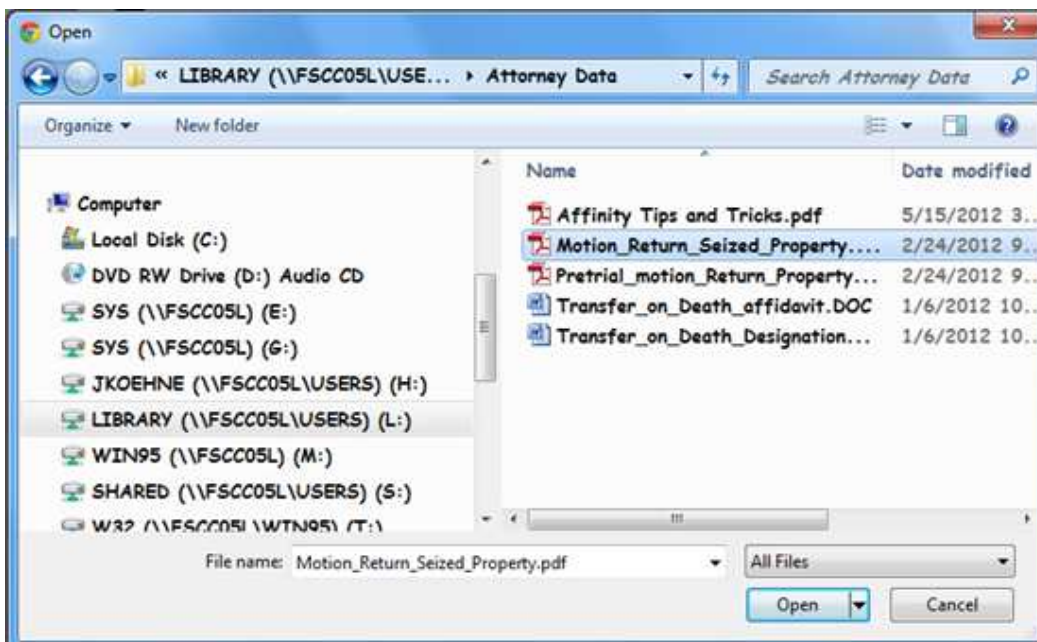 Open
« LIBRARY (\\FSCC05L\USE... ▸ Attorney Data
Search Attorney Data
Organize
New folder
Name
Date modified
Computer
Local Disk (C:)
DVD RW Drive (D:) Audio CD
SYS (\\FSCC05L) (E:)
SYS (\\FSCC05L) (G:)
JKOEHNE (\\FSCC05L\USERS) (H:)
LIBRARY (\\FSCC05L\USERS) (L:)
WIN95 (\\FSCC05L) (M:)
SHARED (\\FSCC05L\USERS) (S:)
W32 (\\FSCC05L\WIN95) (T:)
Affinity Tips and Tricks.pdf 5/15/2012 3...
Motion_Return_Seized_Property.... 2/24/2012 9...
Pretrial_motion_Return_Property... 2/24/2012 9...
Transfer_on_Death_affidavit.DOC 1/6/2012 10...
Transfer_on_Death_Designation... 1/6/2012 10...
File name: Motion_Return_Seized_Property.pdf
All Files
Open
Cancel